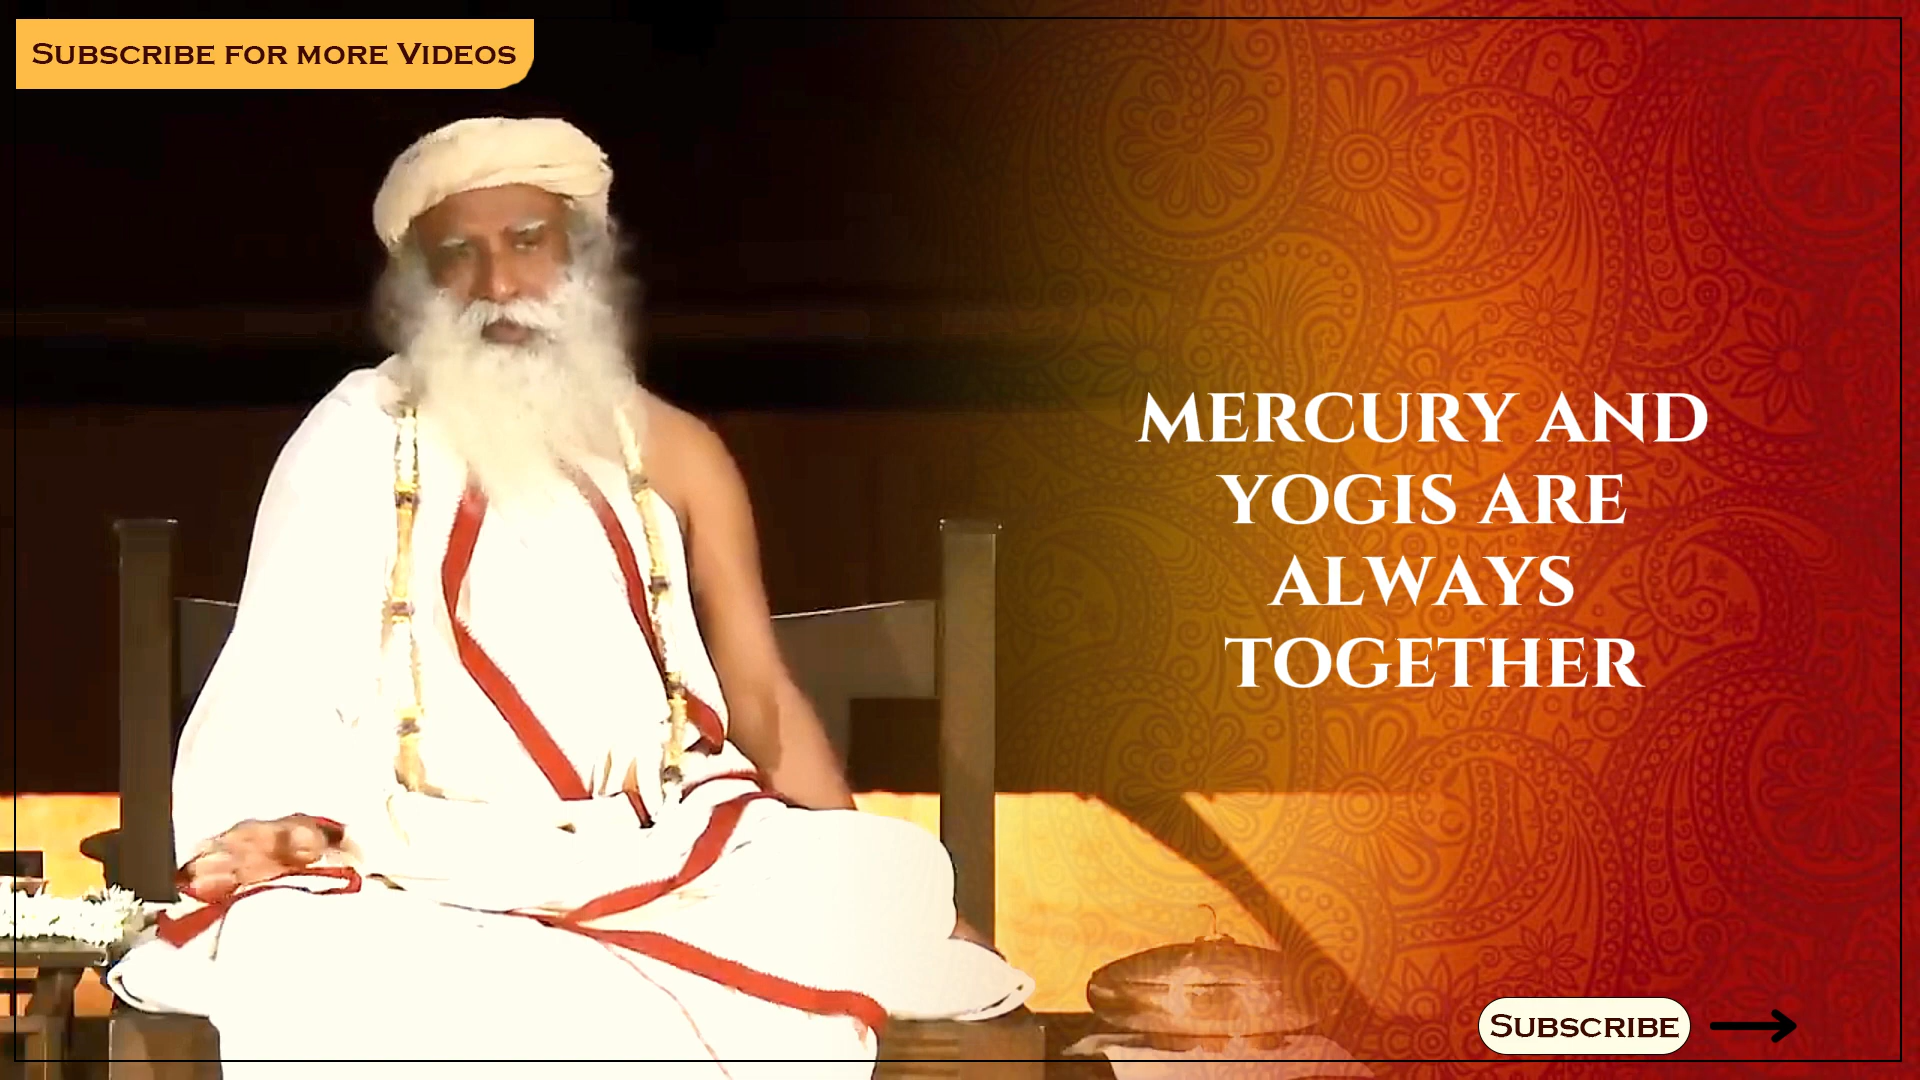 SUBSCRIBE FOR MORE VIDEOS
MERCURY AND
YOGIS ARE
ALWAYS
TOGETHER
SUBSCRIBE